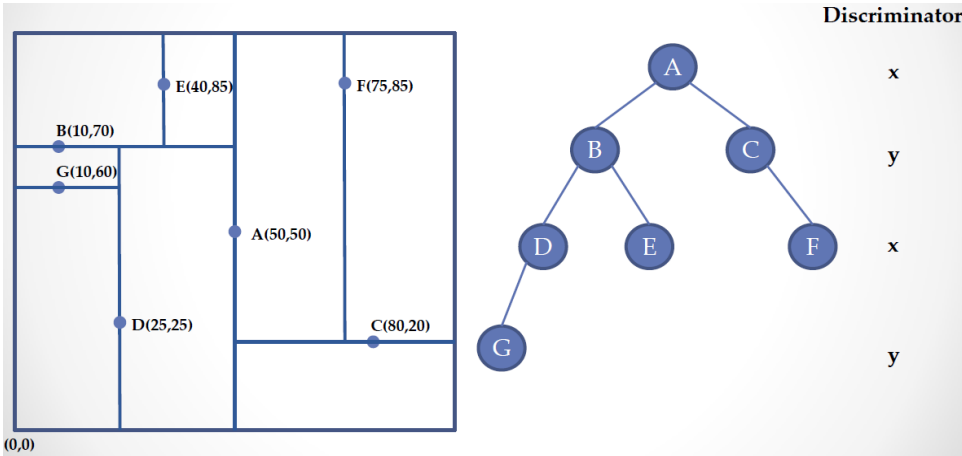 Discriminator
E(40,85)
F(75,85)
B(10,70)
G(10,60)
A(50,50)
D(25,25)
C(80,20)
(0,0)
A
x
B
C
y
D
E
F
x
G
y